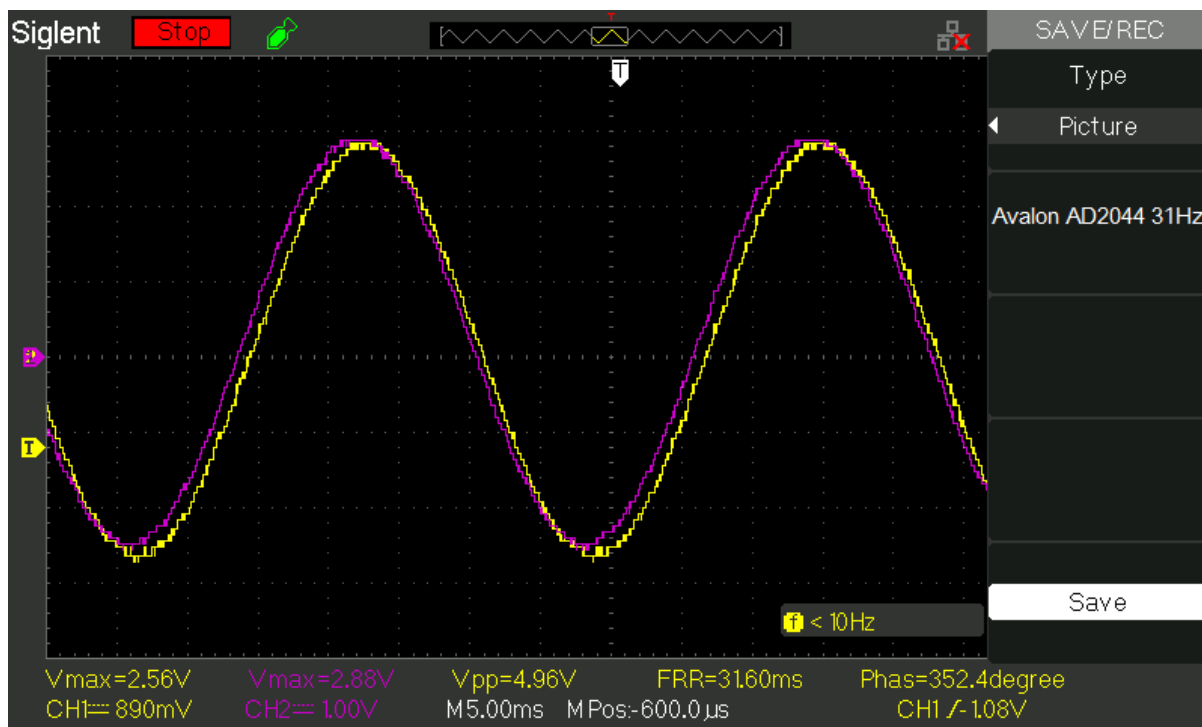 Siglent Stop SAVE/REC
T
Type
Picture
Avalon AD2044 31Hz
T
Save
f < 10Hz
Vmax=2.56V Vmax=2.88V Vpp=4.96V FRR=31.60ms Phas=352.4degree
CH1 890mV CH2 1.00V M5.00ms MPos:-600.0µs CH1 -1.08V